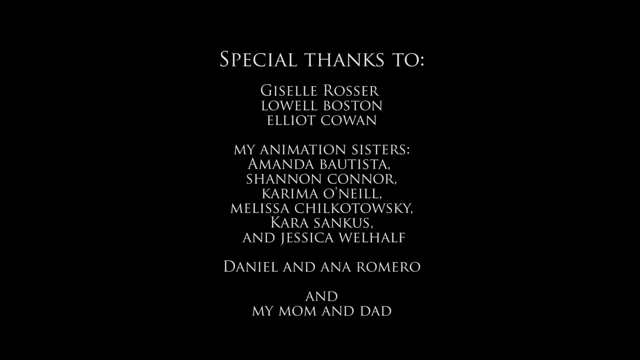 Special thanks to:
Giselle Rosser
lowell boston
elliot cowan
my animation sisters:
Amanda bautista,
shannon connor,
karima o'neill,
melissa chilkotowsky,
Kara sankus,
and jessica welhalf
Daniel and ana romero
and
my mom and dad